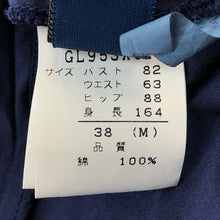 サイズ バスト 82
ウエスト 63
ヒップ 88
身長 164
38 (M)
品質
綿 100%